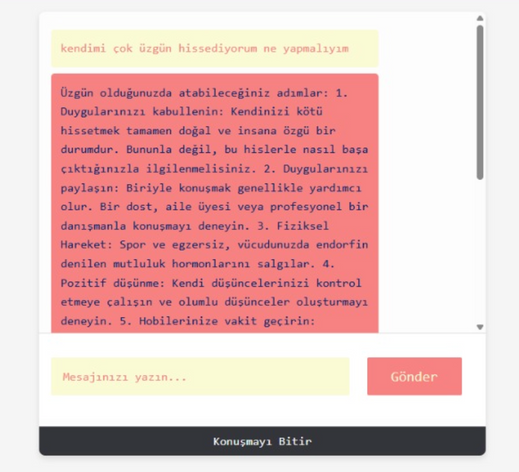 kendimi çok üzgün hissediyorum ne yapmalıyım
Üzgün olduğunuzda atabileceğiniz adımlar: 1.
Duygularınızı kabullenin: Kendinizi kötü
hissetmek tamamen doğal ve insana özgü bir
durumdur. Bununla değil, bu hislerle nasıl başa
çıktığınızla ilgilenmelisiniz. 2. Duygularınızı
paylaşın: Biriyle konuşmak genellikle yardımcı
olur. Bir dost, aile üyesi veya profesyonel bir
danışmanla konuşmayı deneyin. 3. Fiziksel
Hareket: Spor ve egzersiz, vücudunuzda endorfin
denilen mutluluk hormonlarını salgılar. 4.
Pozitif düşünme: Kendi düşüncelerinizi kontrol
etmeye çalışın ve olumlu düşünceler oluşturmayı
deneyin. 5. Hobilerinize vakit geçirin:
Mesajınızı yazın...
Gönder
Konuşmayı Bitir